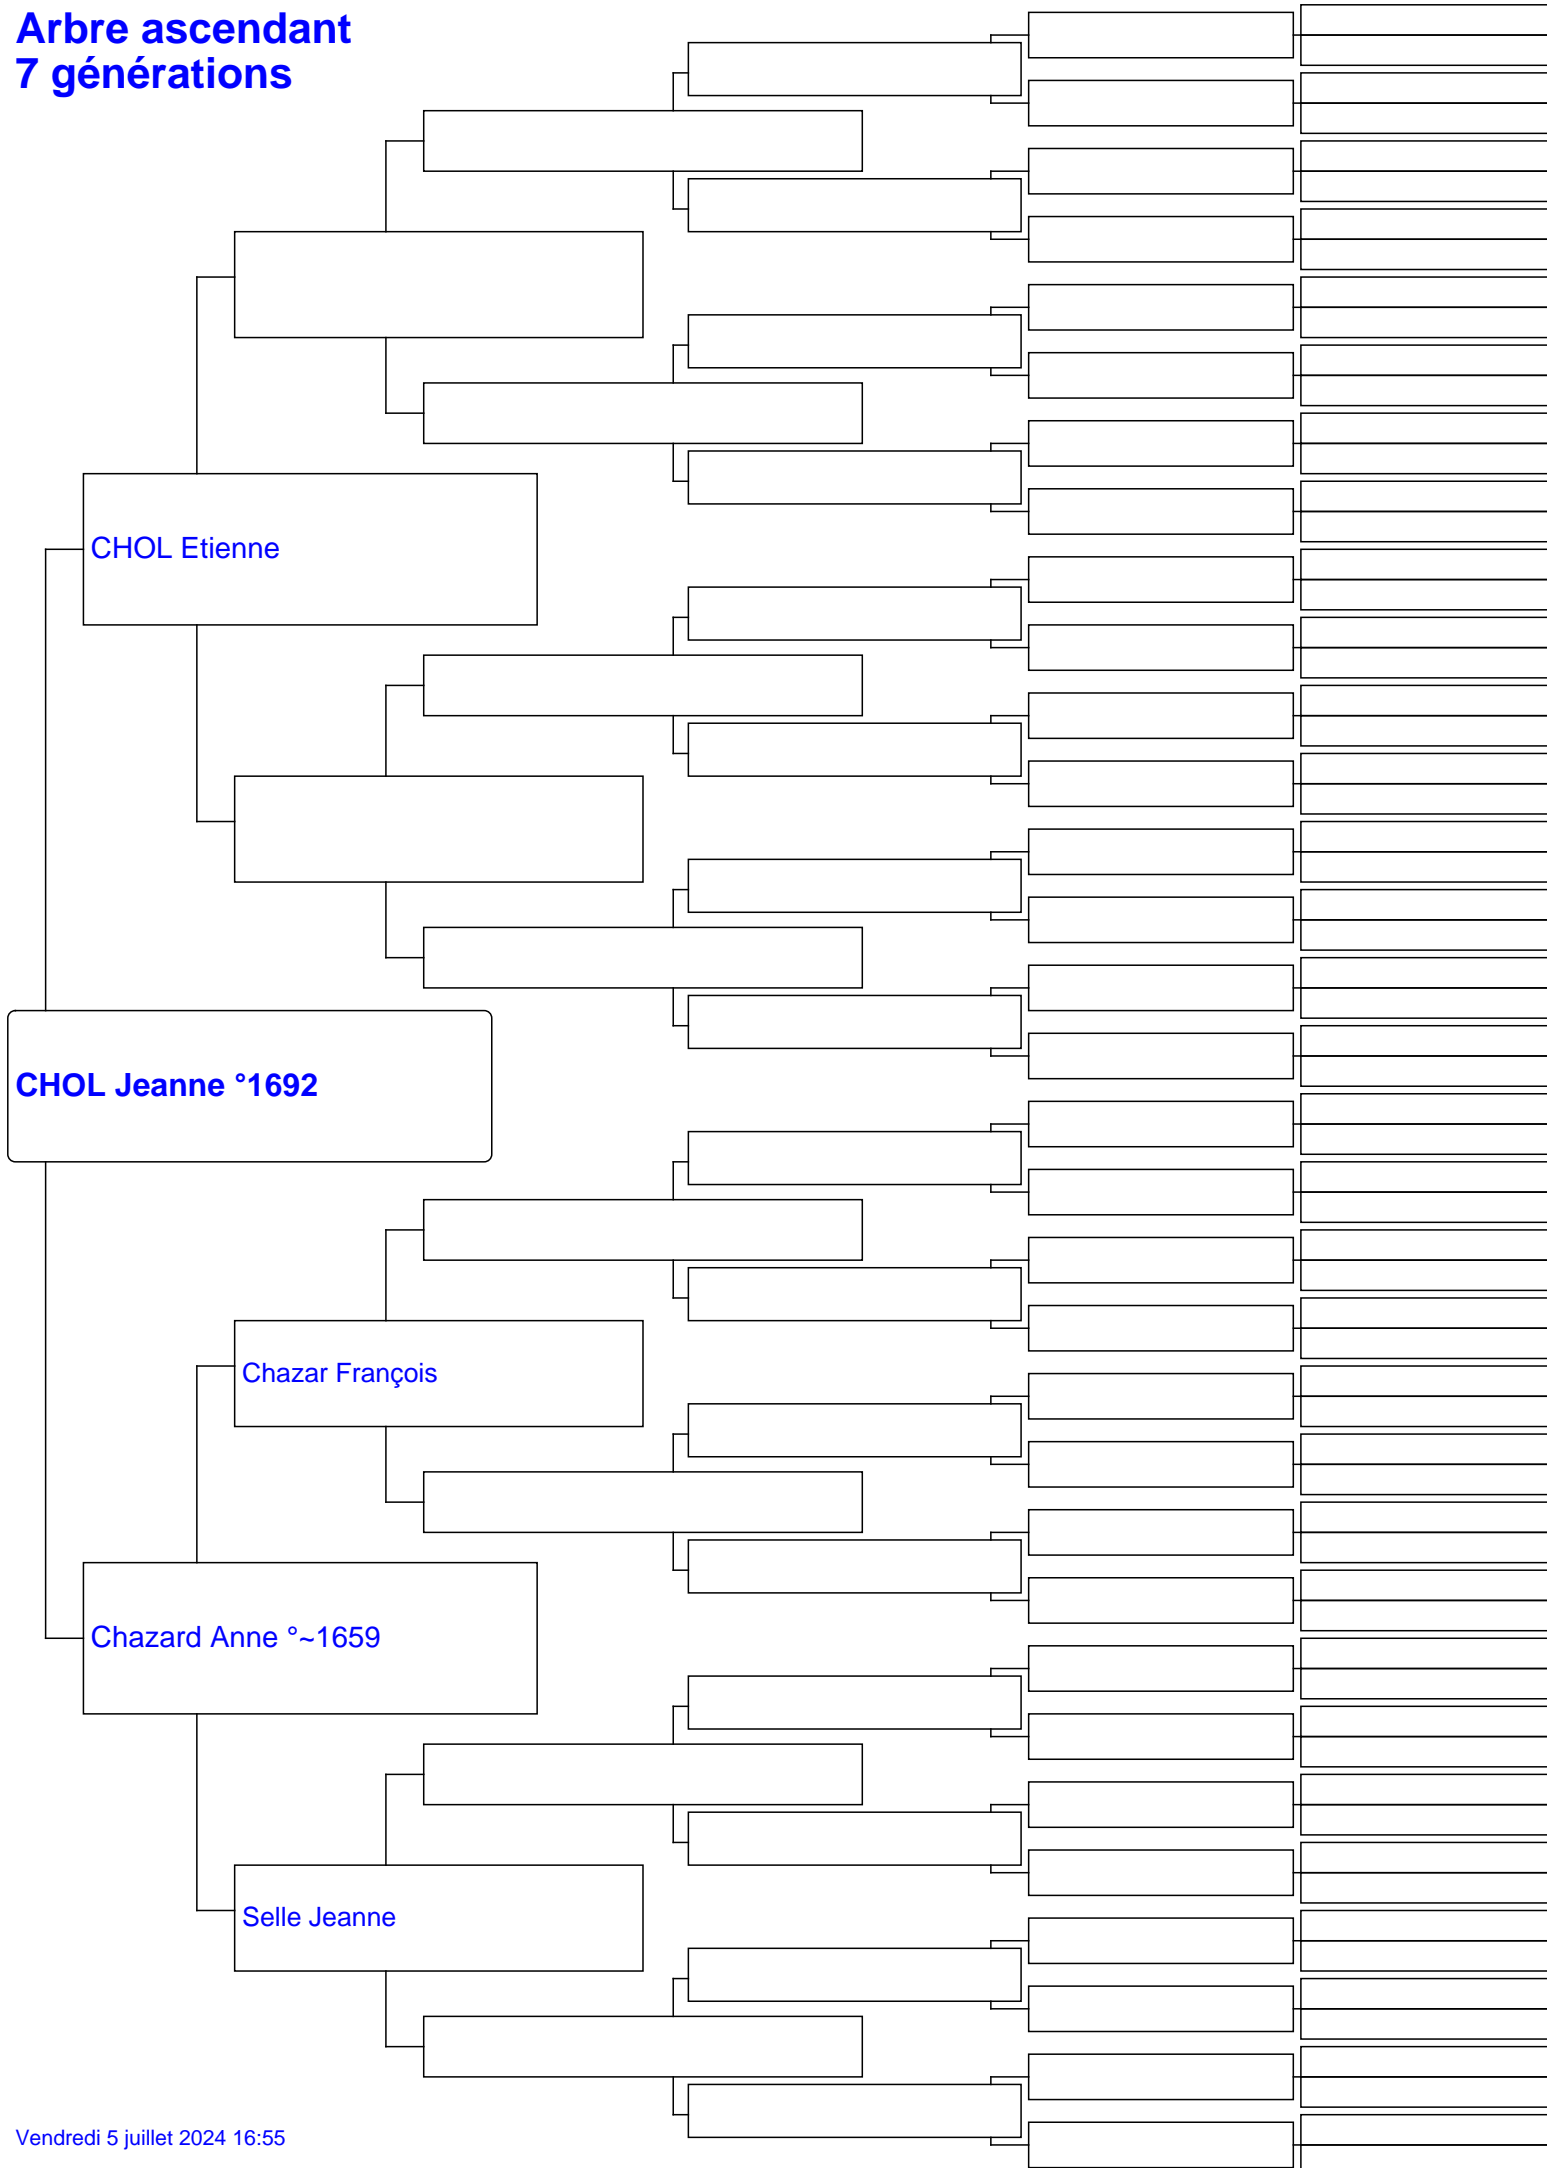 Arbre ascendant
7 générations
CHOL Etienne
CHOL Jeanne °1692
Chazar François
Chazard Anne °~1659
Selle Jeanne
Vendredi 5 juillet 2024 16:55